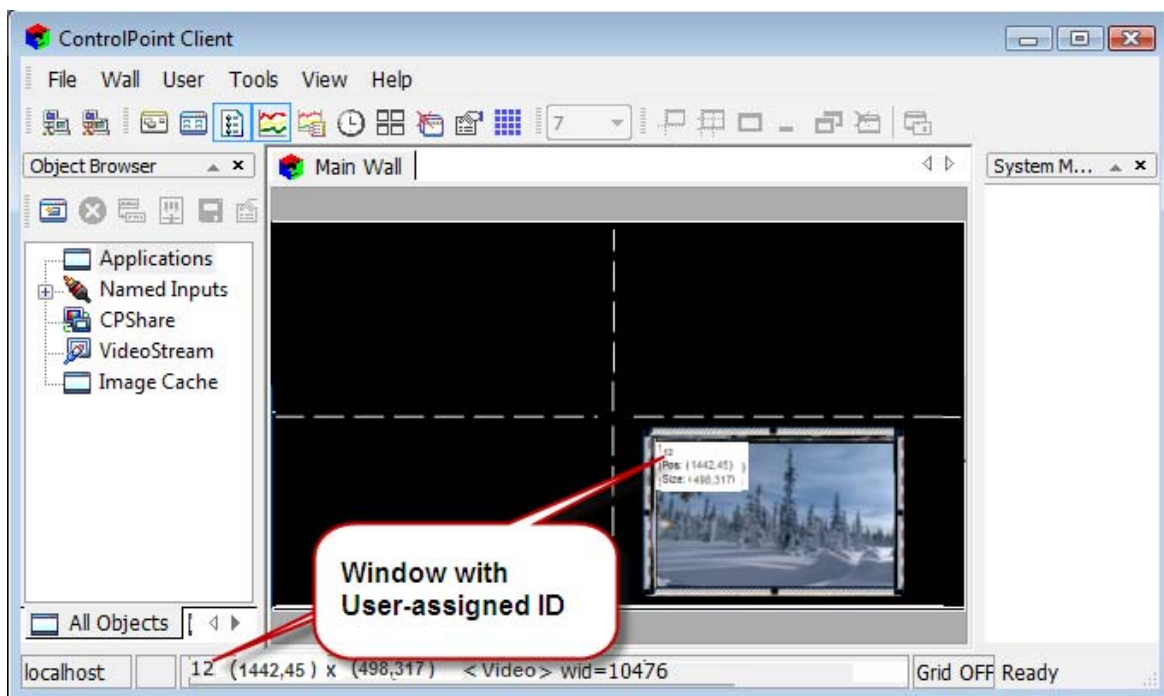 ControlPoint Client
File Wall User Tools View Help
7
Object Browser
Main Wall
System M...
Applications
Named Inputs
CPShare
VideoStream
Image Cache
12
Pos: (1442,45)
Size: (498,317)
Window with
User-assigned ID
All Objects
localhost
12 (1442,45) x (498,317) <Video> wid=10476
Grid OFF Ready